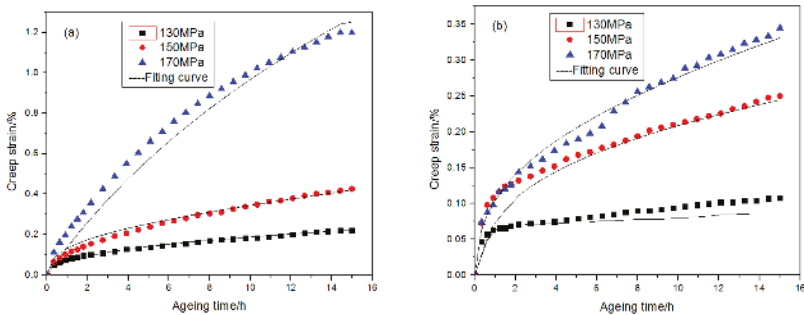 (a)
130MPa
150MPa
170MPa
Fiting curve
Creep strain/%
1.2
1.0
0.8
0.6
0.4
0.2
0.0
0 2 4 6 8 10 12 14 16
Ageing time/h
(b)
130MPa
150MPa
170MPa
Fitting curve
Creep strain/%
0.35
0.30
0.25
0.20
0.15
0.10
0.05
0.00
0 2 4 6 8 10 12 14 16
Ageing time/h